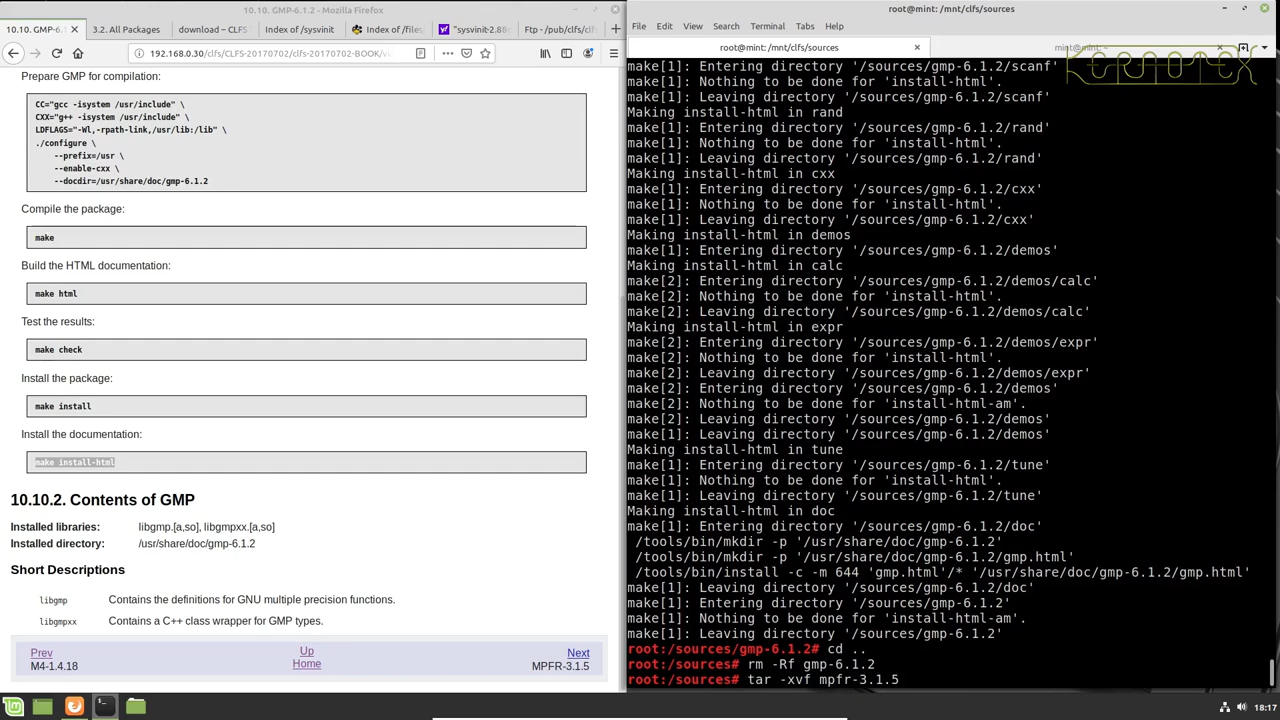 10.10. GMP-6.1.2 - Mozilla Firefox
10.10. GMP-6.1
3.2. All Packages
download – CLFS
Index of /sysvinit
Index of /files
"sysvinit-2.88
Ftp - /pub/clfs/clfs
192.168.0.30/clfs/CLFS-20170702/clfs-20170702-BOOK/
Prepare GMP for compilation:
CC="gcc -isystem /usr/include" \
CXX="g++ -isystem /usr/include" \
LDFLAGS="-Wl,-rpath-link,/usr/lib:/lib" \
./configure \
--prefix=/usr \
--enable-cxx \
--docdir=/usr/share/doc/gmp-6.1.2
Compile the package:
make
Build the HTML documentation:
make html
Test the results:
make check
Install the package:
make install
Install the documentation:
make install-html
10.10.2. Contents of GMP
Installed libraries: libgmp.[a,so], libgmpxx.[a,so]
Installed directory: /usr/share/doc/gmp-6.1.2
Short Descriptions
libgmp Contains the definitions for GNU multiple precision functions.
libgmpxx Contains a C++ class wrapper for GMP types.
Prev Up Next
M4-1.4.18 Home MPFR-3.1.5
root@mint: /mnt/clfs/sources
File Edit View Search Terminal Tabs Help
root@mint: /mnt/clfs/sources
root@mint: ~
KERNOTEX
make[1]: Entering directory '/sources/gmp-6.1.2/scanf'
make[1]: Nothing to be done for 'install-html'.
make[1]: Leaving directory '/sources/gmp-6.1.2/scanf'
Making install-html in rand
make[1]: Entering directory '/sources/gmp-6.1.2/rand'
make[1]: Nothing to be done for 'install-html'.
make[1]: Leaving directory '/sources/gmp-6.1.2/rand'
Making install-html in cxx
make[1]: Entering directory '/sources/gmp-6.1.2/cxx'
make[1]: Nothing to be done for 'install-html'.
make[1]: Leaving directory '/sources/gmp-6.1.2/cxx'
Making install-html in demos
make[1]: Entering directory '/sources/gmp-6.1.2/demos'
Making install-html in calc
make[2]: Entering directory '/sources/gmp-6.1.2/demos/calc'
make[2]: Nothing to be done for 'install-html'.
make[2]: Leaving directory '/sources/gmp-6.1.2/demos/calc'
Making install-html in expr
make[2]: Entering directory '/sources/gmp-6.1.2/demos/expr'
make[2]: Nothing to be done for 'install-html'.
make[2]: Leaving directory '/sources/gmp-6.1.2/demos/expr'
make[2]: Entering directory '/sources/gmp-6.1.2/demos'
make[2]: Nothing to be done for 'install-html-am'.
make[2]: Leaving directory '/sources/gmp-6.1.2/demos'
make[1]: Leaving directory '/sources/gmp-6.1.2/demos'
Making install-html in tune
make[1]: Entering directory '/sources/gmp-6.1.2/tune'
make[1]: Nothing to be done for 'install-html'.
make[1]: Leaving directory '/sources/gmp-6.1.2/tune'
Making install-html in doc
make[1]: Entering directory '/sources/gmp-6.1.2/doc'
/tools/bin/mkdir -p '/usr/share/doc/gmp-6.1.2'
/tools/bin/mkdir -p '/usr/share/doc/gmp-6.1.2/gmp.html'
/tools/bin/install -c -m 644 'gmp.html'/* '/usr/share/doc/gmp-6.1.2/gmp.html'
make[1]: Leaving directory '/sources/gmp-6.1.2/doc'
make[1]: Entering directory '/sources/gmp-6.1.2'
make[1]: Nothing to be done for 'install-html-am'.
make[1]: Leaving directory '/sources/gmp-6.1.2'
root:/sources/gmp-6.1.2# cd ..
root:/sources# rm -Rf gmp-6.1.2
root:/sources# tar -xvf mpfr-3.1.5
18:17